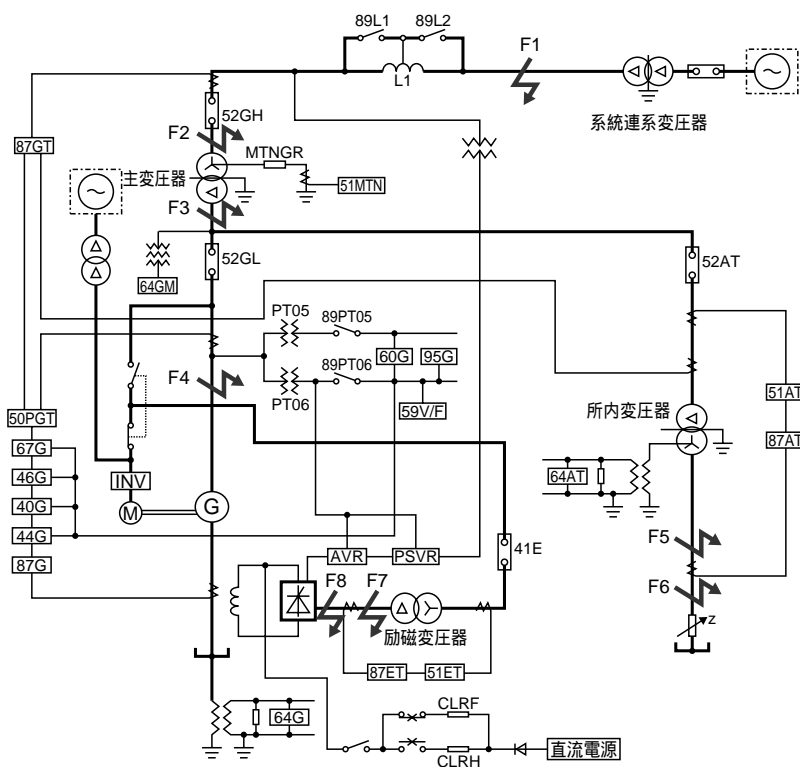 89L1
89L2
F1
L1
系統連系変圧器
52GH
F2
87GT
MTNGR
主変圧器
51MTN
F3
52GL
52AT
64GM
PT05
89PT05
60G
95G
89PT06
F4
PT06
59V/F
51AT
所内変圧器
50PGT
67G
87AT
46G
INV
64AT
40G
M
G
44G
F5
41E
87G
AVR
PSVR
F8
F7
F6
Z
励磁変圧器
87ET
51ET
64G
CLRF
CLRH
直流電源